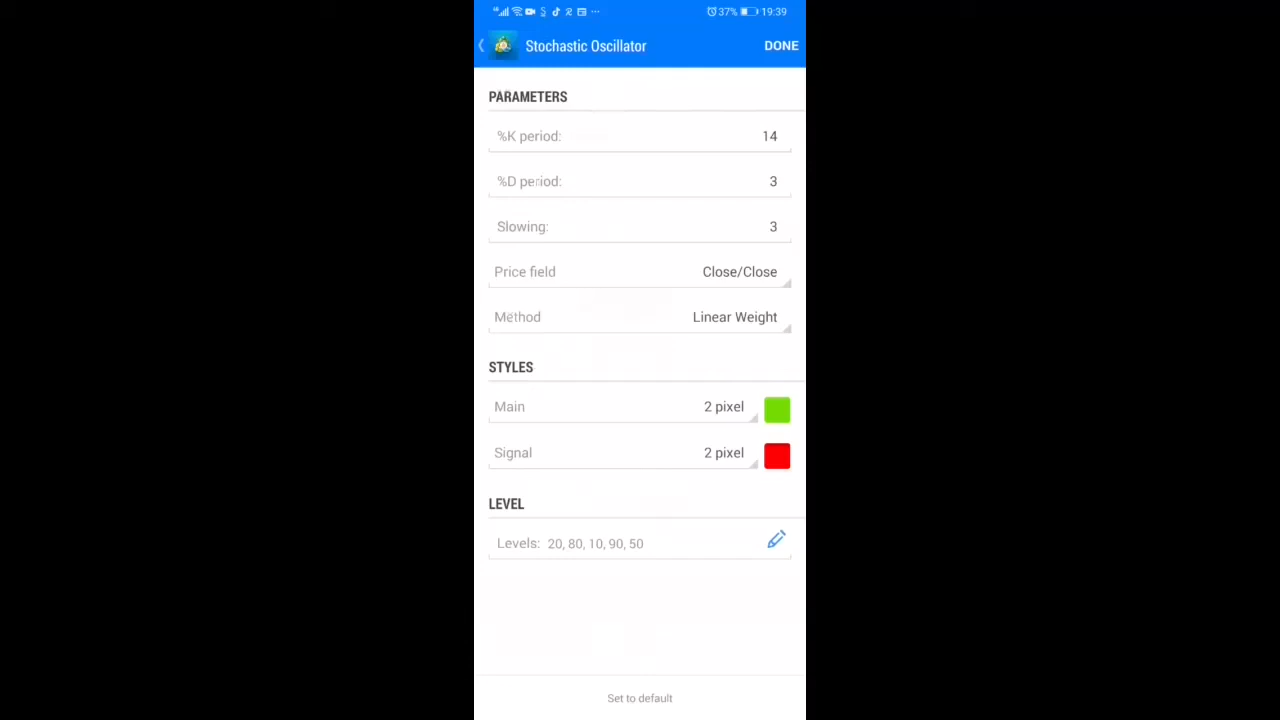 37% 19:39
Stochastic Oscillator DONE
PARAMETERS
%K period: 14
%D period: 3
Slowing: 3
Price field Close/Close
Method Linear Weight
STYLES
Main 2 pixel
Signal 2 pixel
LEVEL
Levels: 20, 80, 10, 90, 50
Set to default